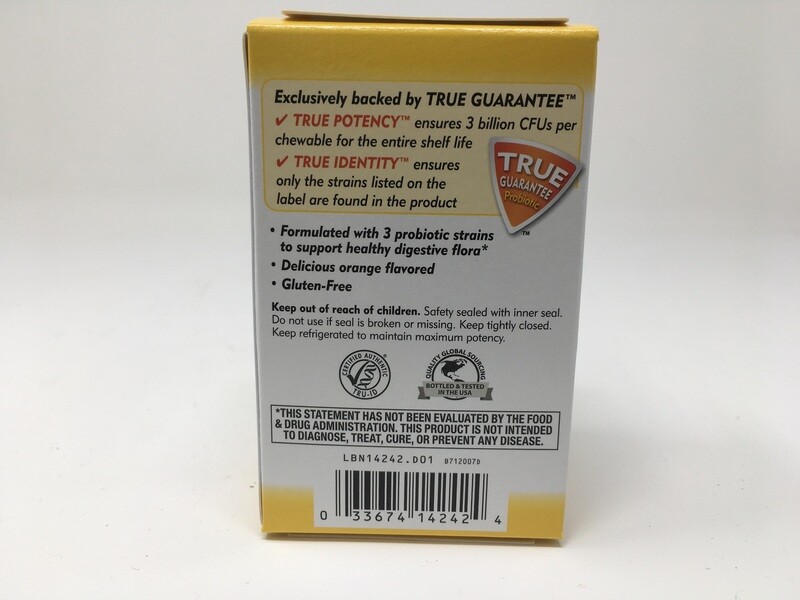 Exclusively backed by TRUE GUARANTEE™
✓ TRUE POTENCY™ ensures 3 billion CFUs per
chewable for the entire shelf life
✓ TRUE IDENTITY™ ensures
only the strains listed on the
label are found in the product
TRUE
GUARANTEE
Probiotic
™
• Formulated with 3 probiotic strains
to support healthy digestive flora*
• Delicious orange flavored
• Gluten-Free
Keep out of reach of children. Safety sealed with inner seal.
Do not use if seal is broken or missing. Keep tightly closed.
Keep refrigerated to maintain maximum potency.
CERTIFIED AUTHENTIC
TRU-ID
®
QUALITY GLOBAL SOURCING
BOTTLED & TESTED
IN THE USA
*THIS STATEMENT HAS NOT BEEN EVALUATED BY THE FOOD
& DRUG ADMINISTRATION. THIS PRODUCT IS NOT INTENDED
TO DIAGNOSE, TREAT, CURE, OR PREVENT ANY DISEASE.
LBN14242.D01 B712007D
0 33674 14242 4